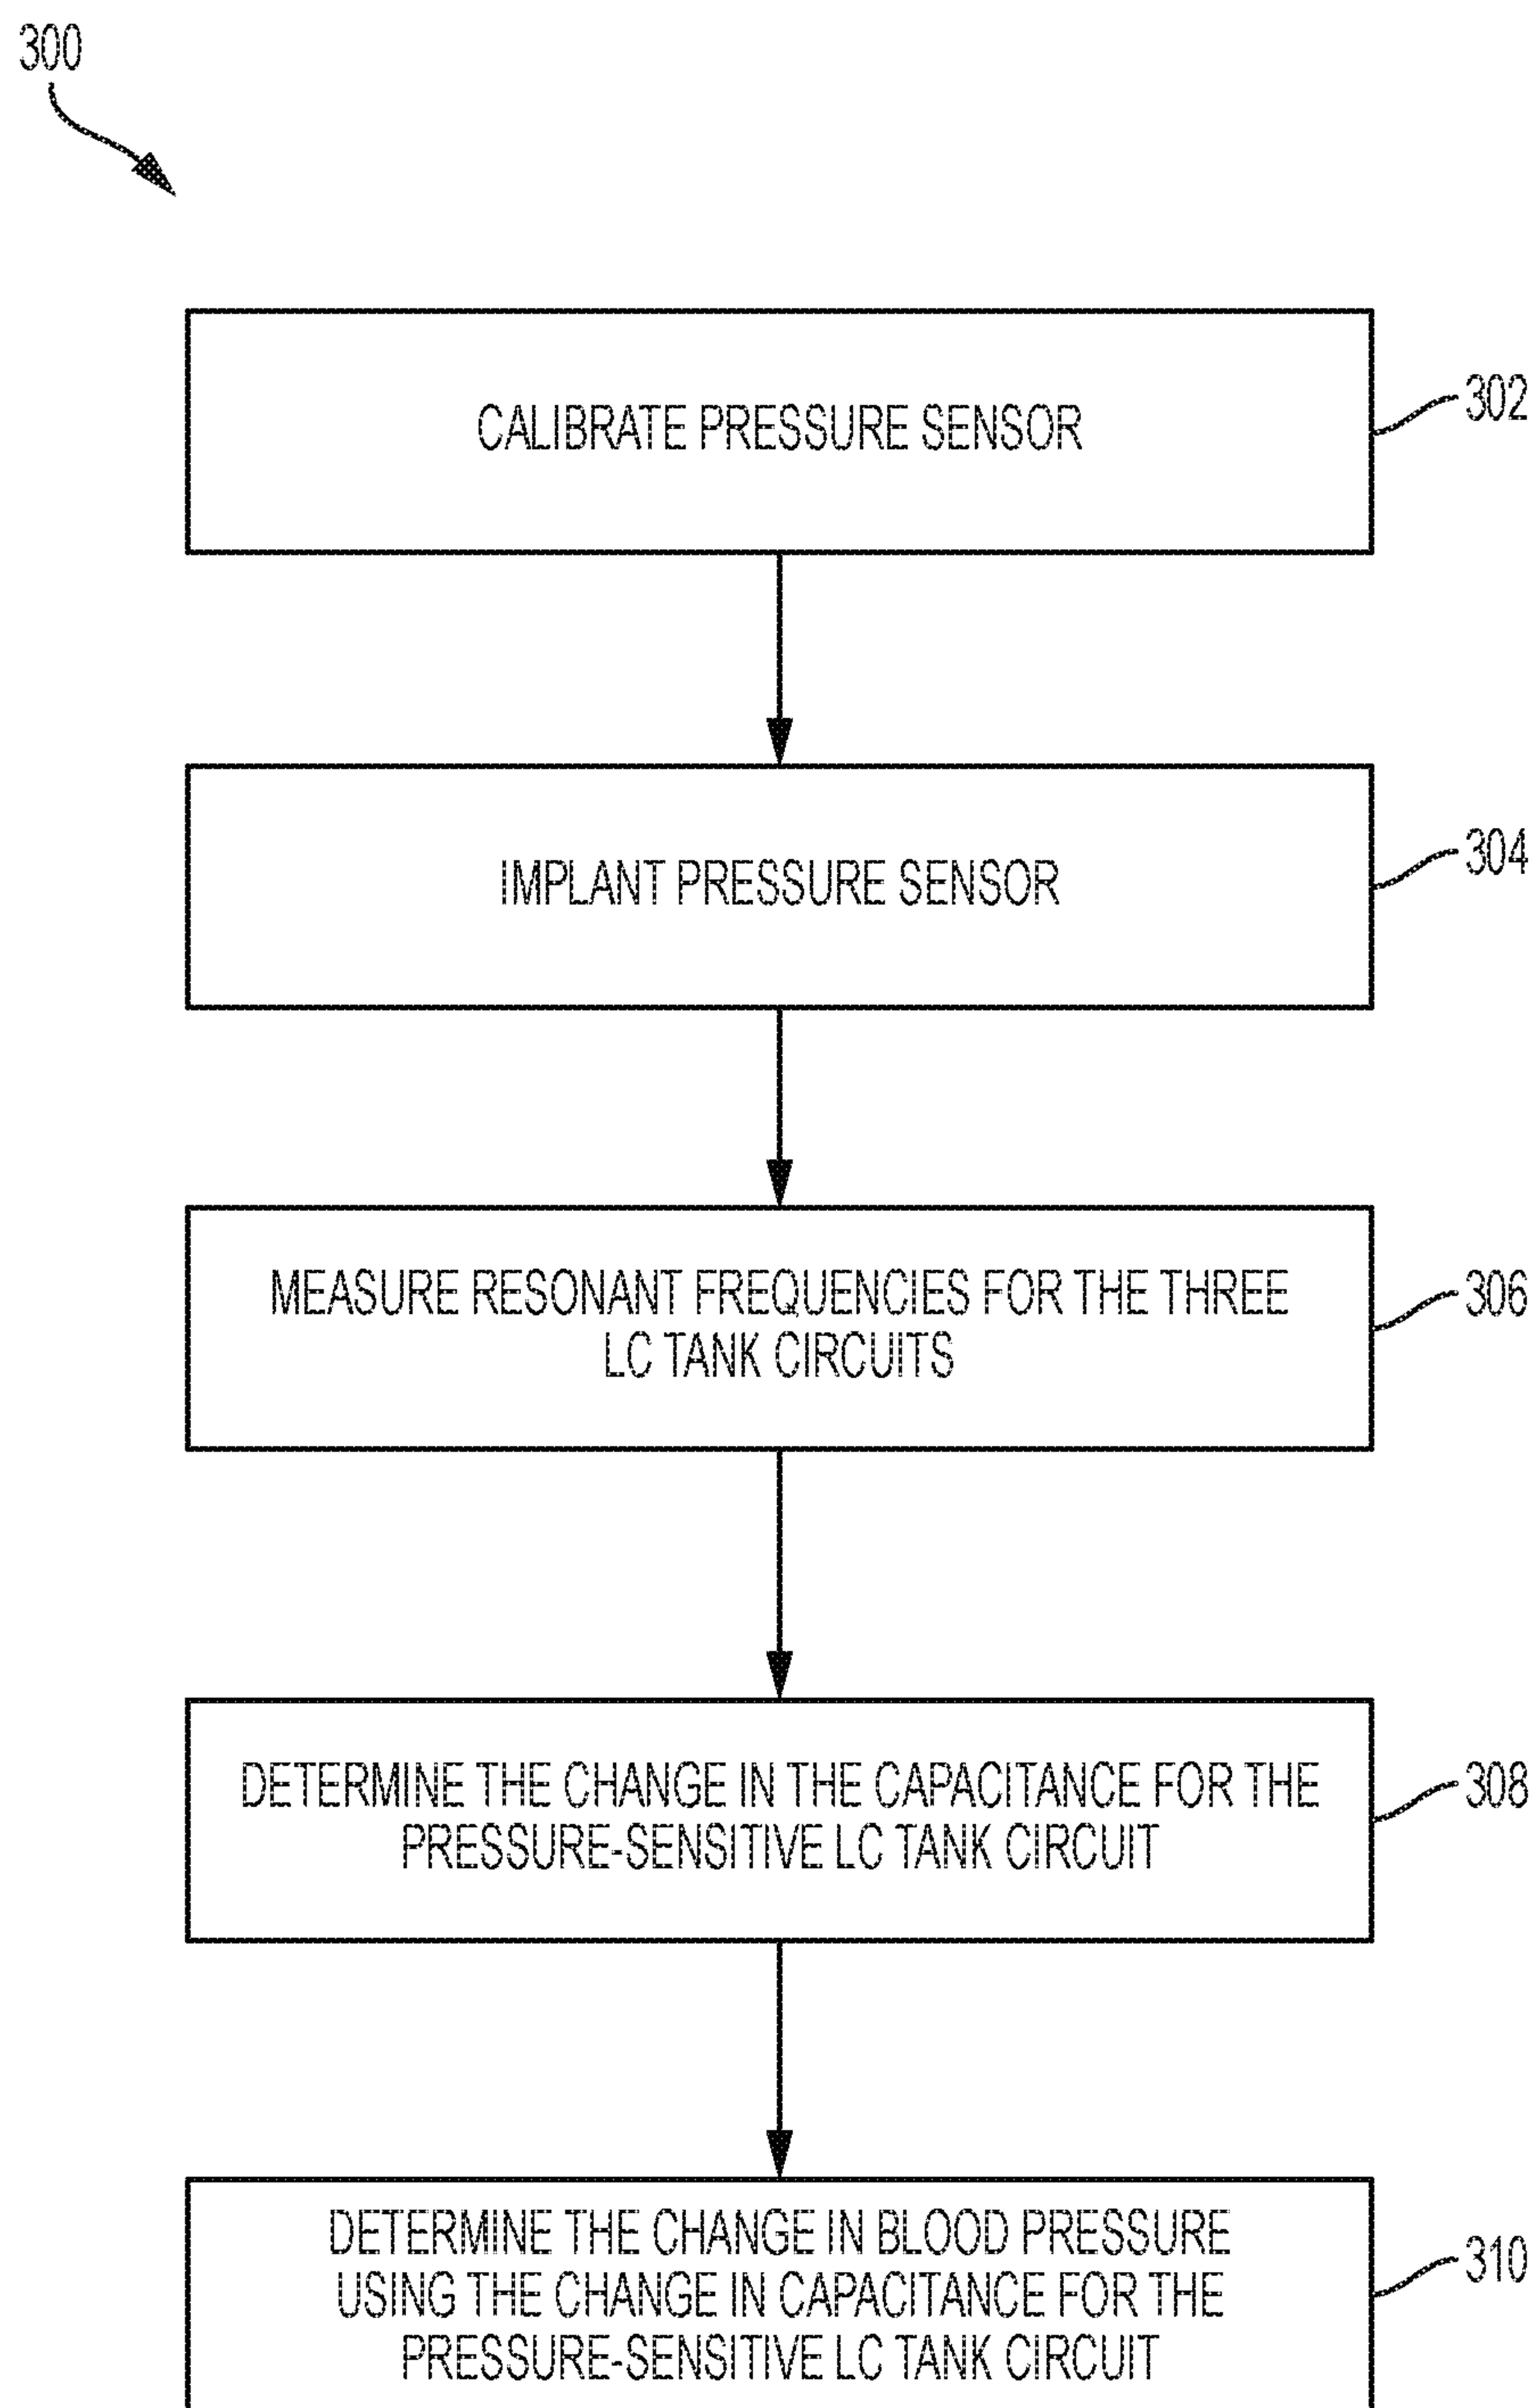 300
CALIBRATE PRESSURE SENSOR
302
IMPLANT PRESSURE SENSOR
304
MEASURE RESONANT FREQUENCIES FOR THE THREE
LC TANK CIRCUITS
306
DETERMINE THE CHANGE IN THE CAPACITANCE FOR THE
PRESSURE-SENSITIVE LC TANK CIRCUIT
308
DETERMINE THE CHANGE IN BLOOD PRESSURE
USING THE CHANGE IN CAPACITANCE FOR THE
PRESSURE-SENSITIVE LC TANK CIRCUIT
310